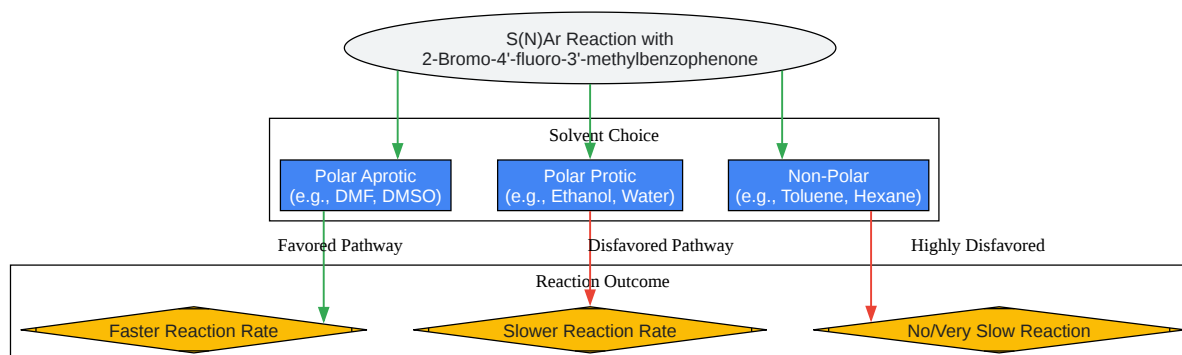 S(N)Ar Reaction with
2-Bromo-4'-fluoro-3'-methylbenzophenone
Solvent Choice
Polar Aprotic
(e.g., DMF, DMSO)
Polar Protic
(e.g., Ethanol, Water)
Non-Polar
(e.g., Toluene, Hexane)
Favored Pathway
Disfavored Pathway
Highly Disfavored
Reaction Outcome
Faster Reaction Rate
Slower Reaction Rate
No/Very Slow Reaction